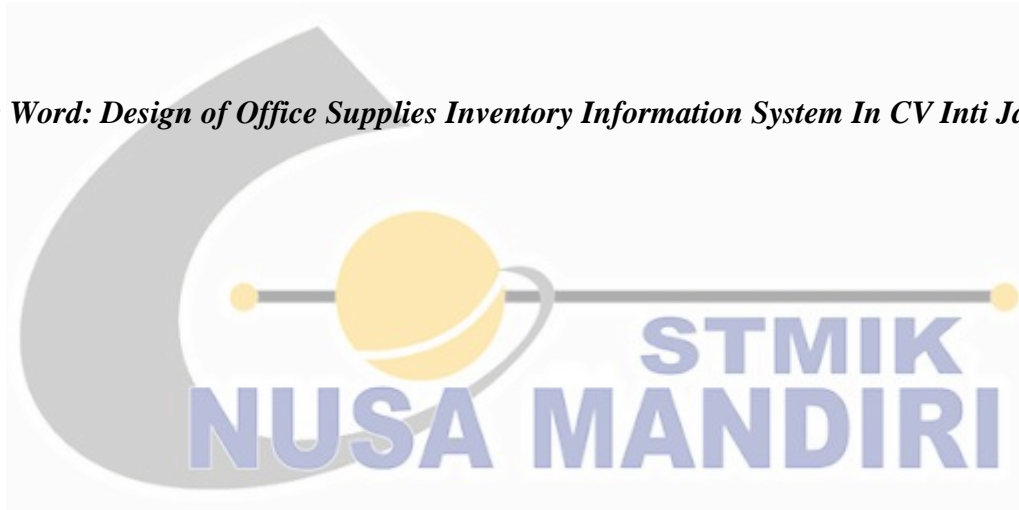 Word: Design of Office Supplies Inventory Information System In CV Inti
STMIK
NUSA MANDIRI